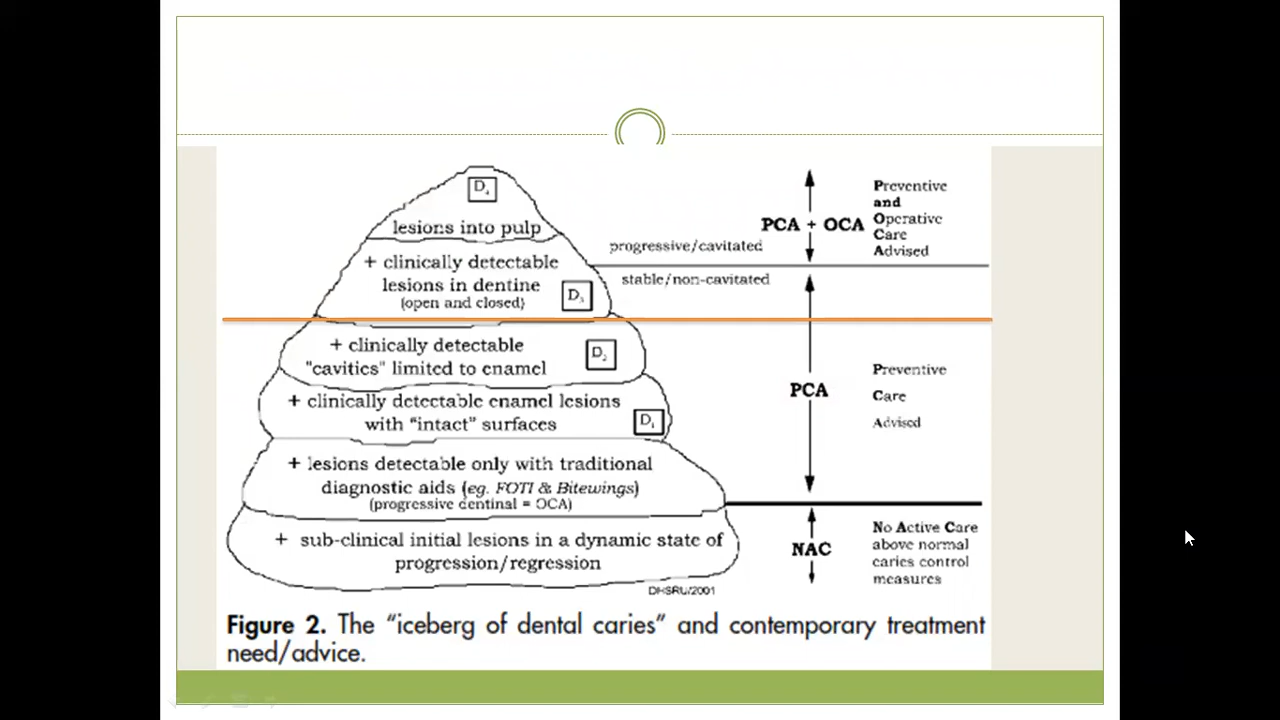 D4
lesions into pulp
+ clinically detectable
lesions in dentine
(open and closed)
D3
+ clinically detectable
"cavitics" limited to enamel
D2
+ clinically detectable enamel lesions
with "intact" surfaces
D1
+ lesions detectable only with traditional
diagnostic aids (eg. FOTI & Bitewings)
(progressive dentinal = OCA)
+ sub-clinical initial lesions in a dynamic state of
progression/regression
DHSRU/2001
progressive/cavitated
stable/non-cavitated
PCA + OCA
Preventive
and
Operative
Care
Advised
PCA
Preventive
Care
Advised
NAC
No Active Care
above normal
caries control
measures
Figure 2. The "iceberg of dental caries" and contemporary treatment
need/advice.